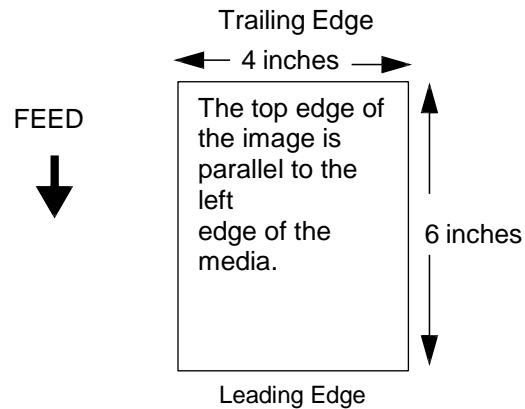 Trailing Edge
4 inches
FEED
The top edge of
the image is
parallel to the
left
edge of the
media.
6 inches
Leading Edge